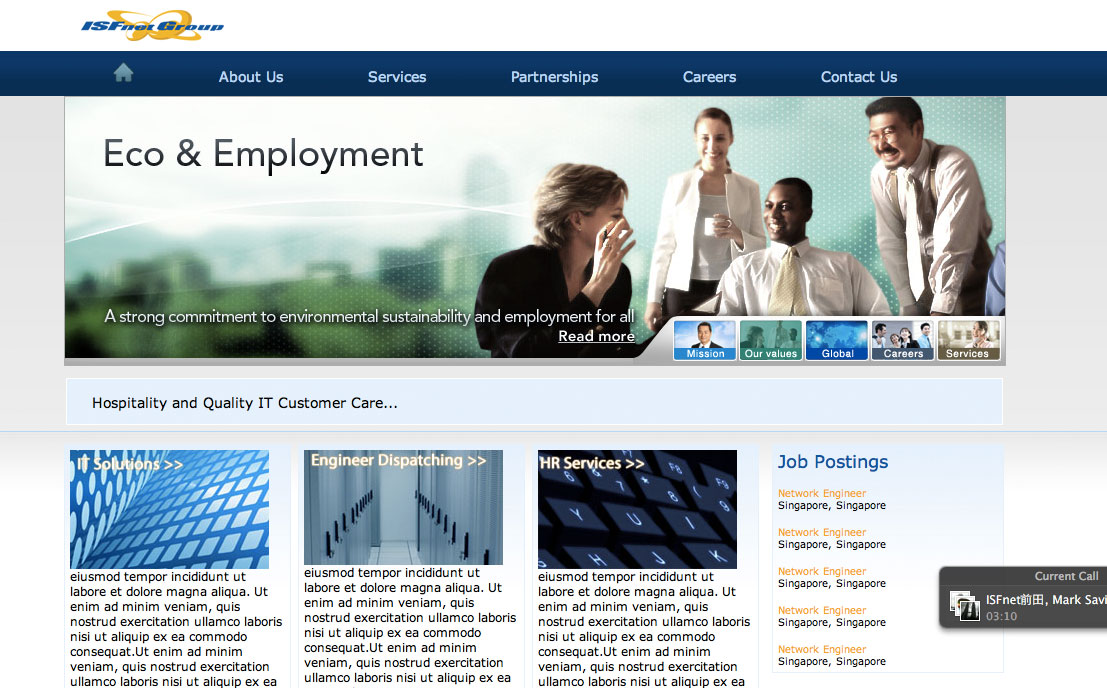 ISFnet Group
About Us
Services
Partnerships
Careers
Contact Us
Eco & Employment
A strong commitment to environmental sustainability and employment for all
Read more
Mission
Our values
Global
Careers
Services
Hospitality and Quality IT Customer Care...
IT Solutions >>
eiusmod tempor incididunt ut
labore et dolore magna aliqua. Ut
enim ad minim veniam, quis
nostrud exercitation ullamco laboris
nisi ut aliquip ex ea commodo
consequat.Ut enim ad minim
veniam, quis nostrud exercitation
ullamco laboris nisi ut aliquip ex ea
Engineer Dispatching >>
eiusmod tempor incididunt ut
labore et dolore magna aliqua. Ut
enim ad minim veniam, quis
nostrud exercitation ullamco laboris
nisi ut aliquip ex ea commodo
consequat.Ut enim ad minim
veniam, quis nostrud exercitation
ullamco laboris nisi ut aliquip ex ea
HR Services >>
F8
F9
6
7
8
9
Y
U
I
H
J
K
eiusmod tempor incididunt ut
labore et dolore magna aliqua. Ut
enim ad minim veniam, quis
nostrud exercitation ullamco laboris
nisi ut aliquip ex ea commodo
consequat.Ut enim ad minim
veniam, quis nostrud exercitation
ullamco laboris nisi ut aliquip ex ea
Job Postings
Network Engineer
Singapore, Singapore
Network Engineer
Singapore, Singapore
Network Engineer
Singapore, Singapore
Network Engineer
Singapore, Singapore
Network Engineer
Singapore, Singapore
Current Call
ISFnet前田, Mark Savi
03:10